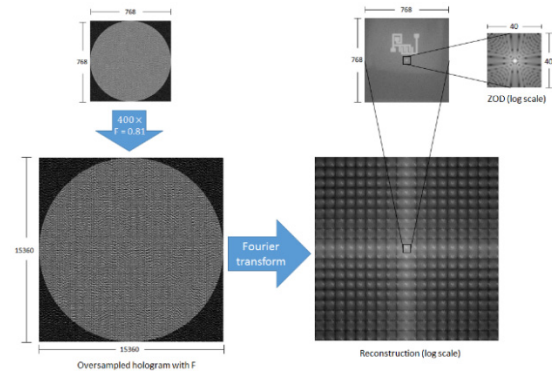 768
768
400×
F = 0.81
15360
15360
Oversampled hologram with F
Fourier
transform
768
768
40
40
ZOD (log scale)
Reconstruction (log scale)